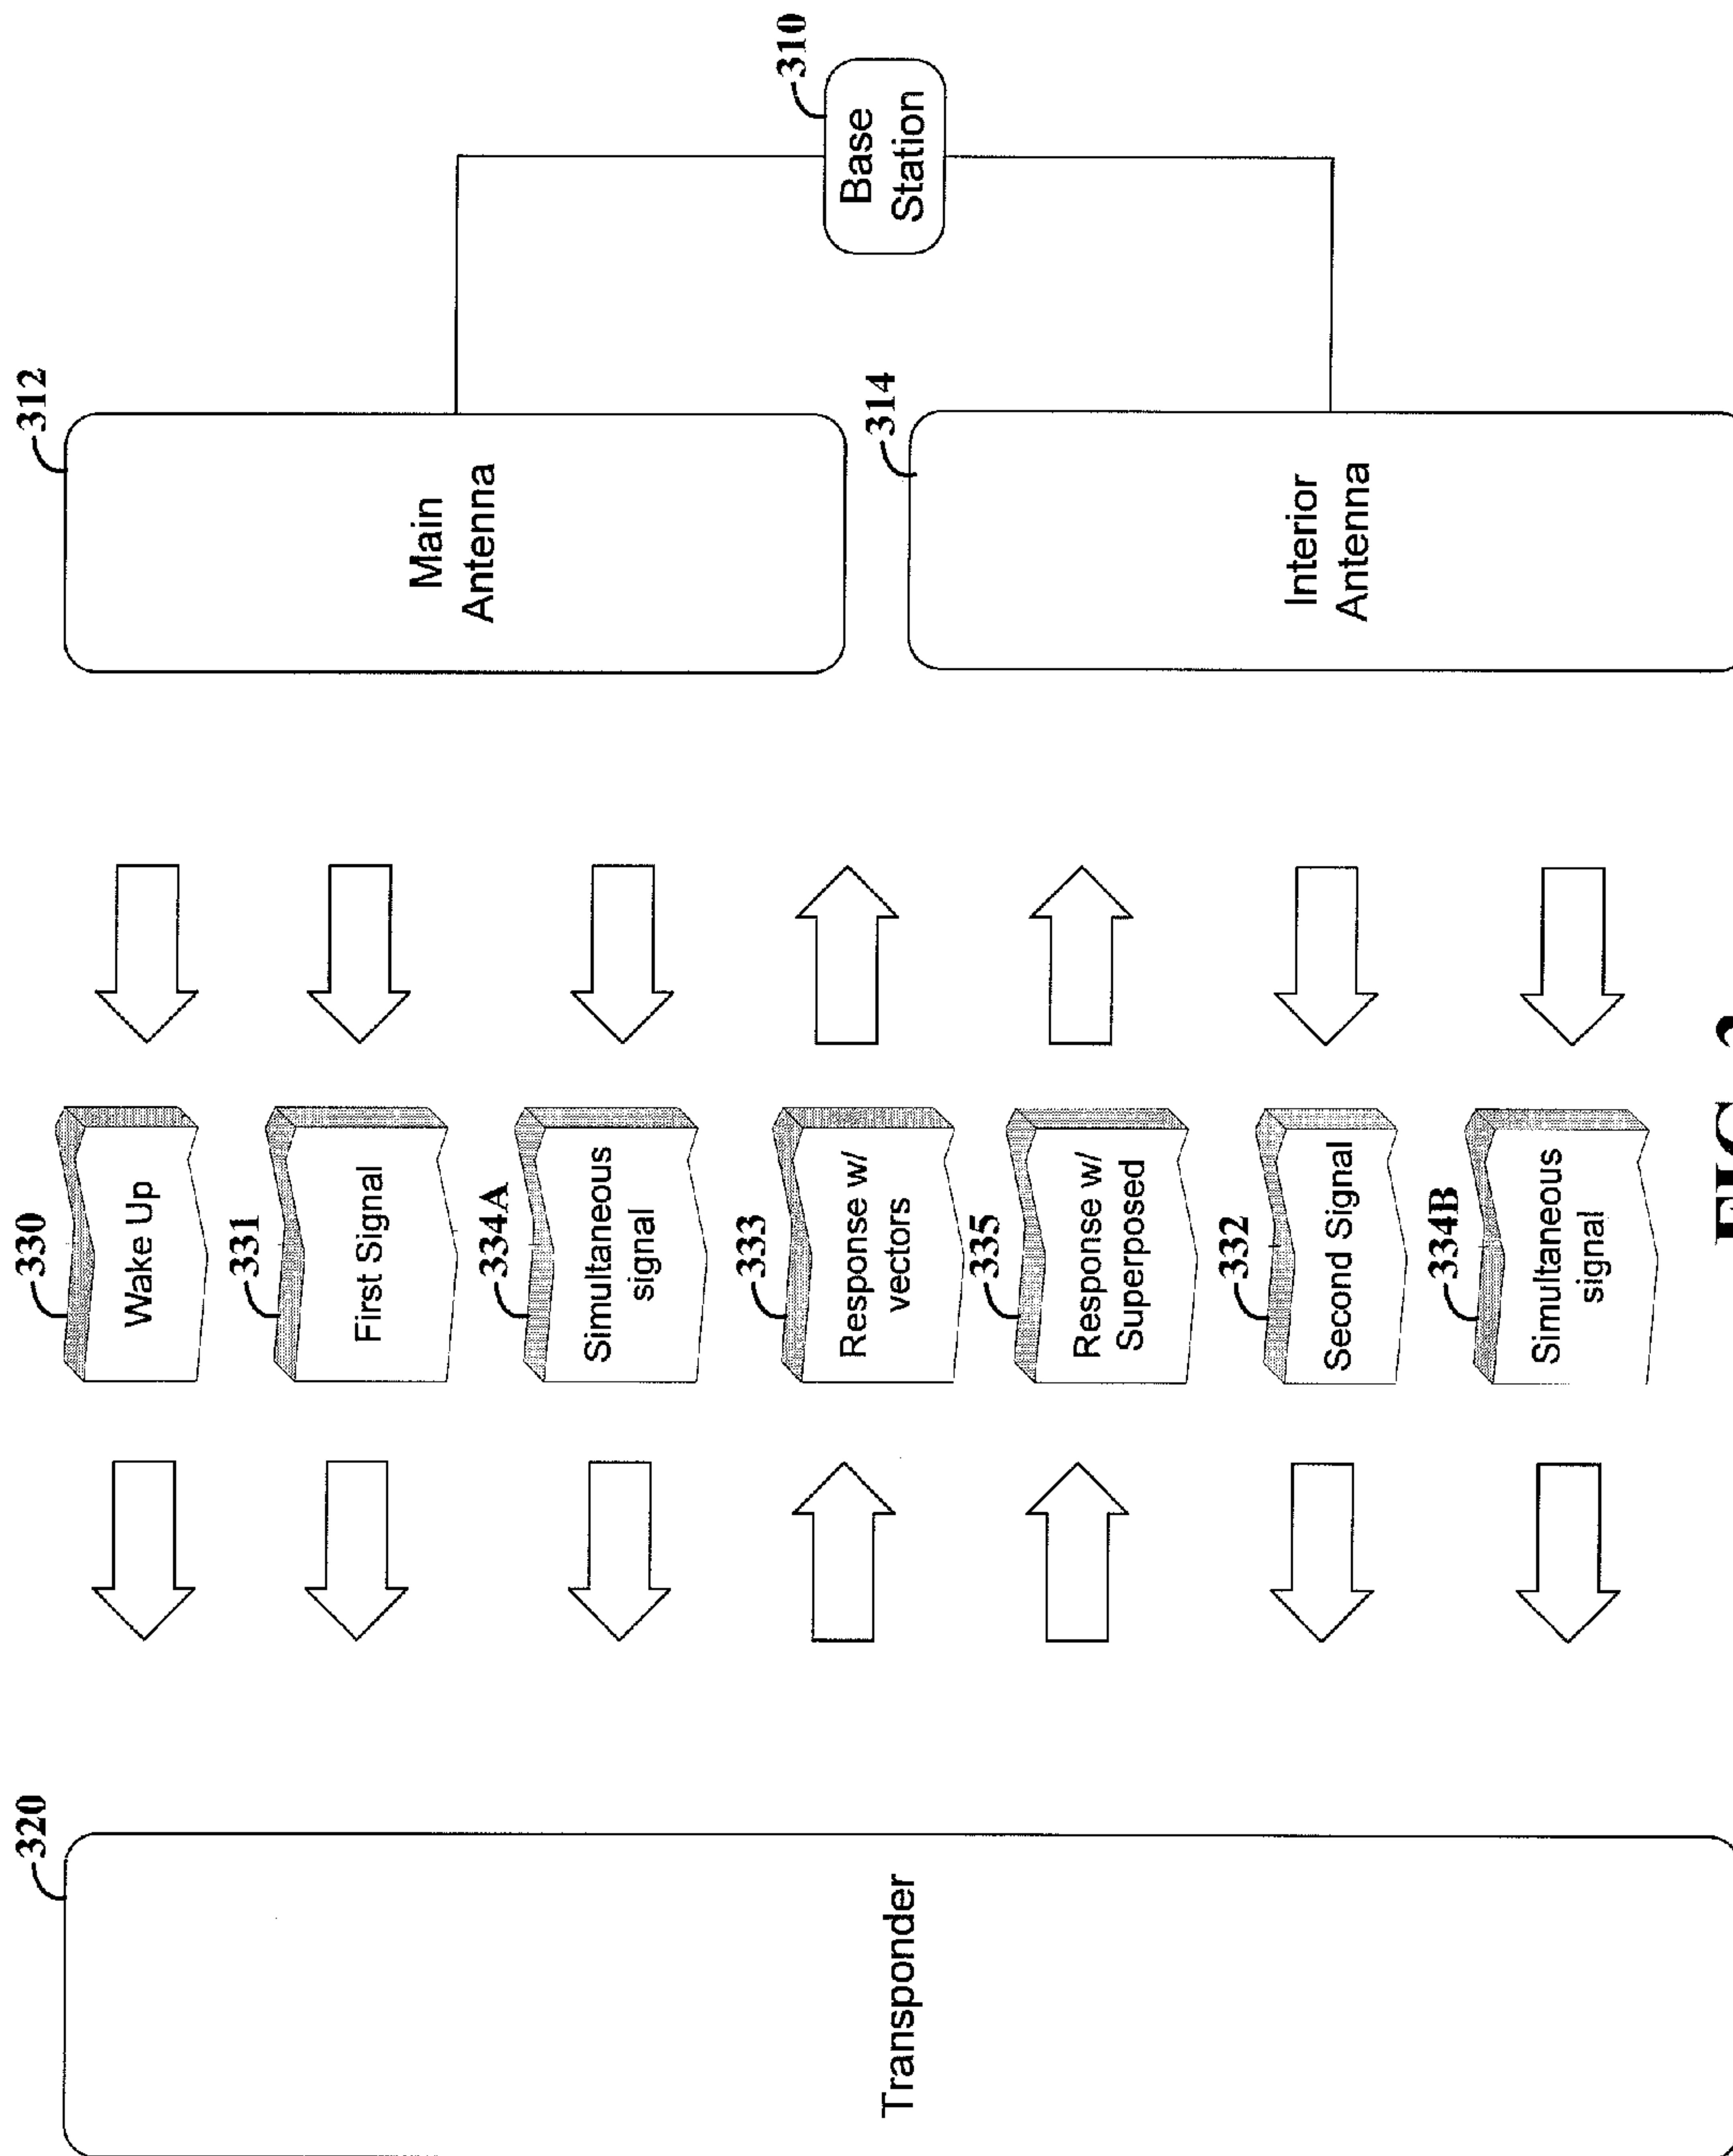 320
Transponder
330
Wake Up
331
First Signal
334A
Simultaneous
signal
333
Response w/
vectors
335
Response w/
Superposed
332
Second Signal
334B
Simultaneous
signal
312
Main
Antenna
314
Interior
Antenna
310
Base
Station